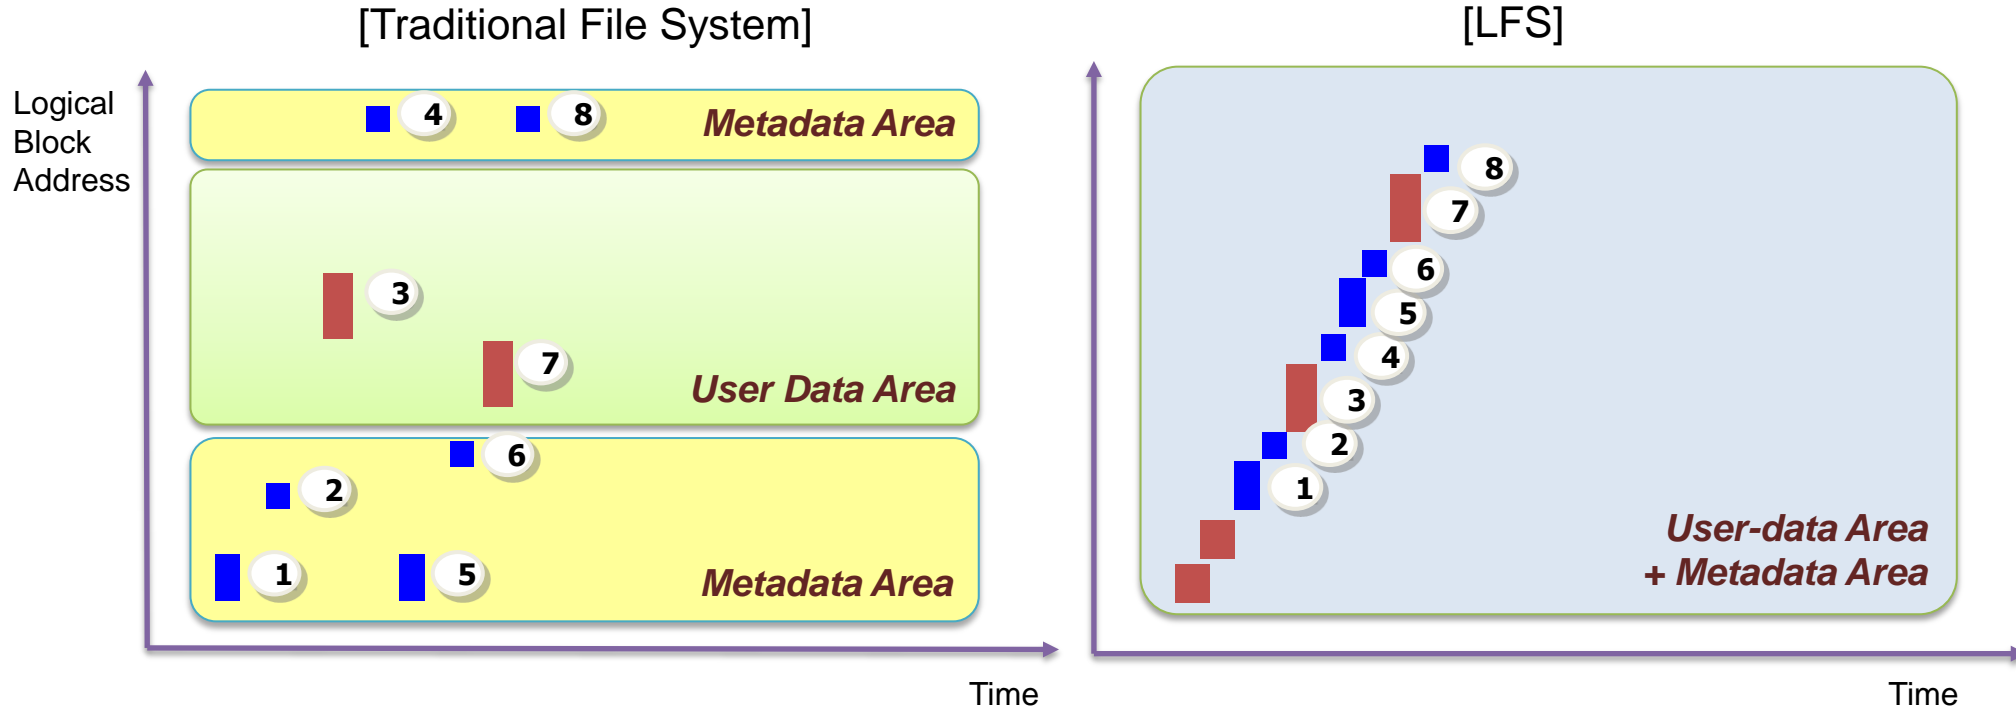 [Traditional File System]
Logical
Block
Address
4
8
Metadata Area
3
7
User Data Area
6
2
1
5
Metadata Area
Time
[LFS]
8
7
6
5
4
3
2
1
User-data Area
+ Metadata Area
Time